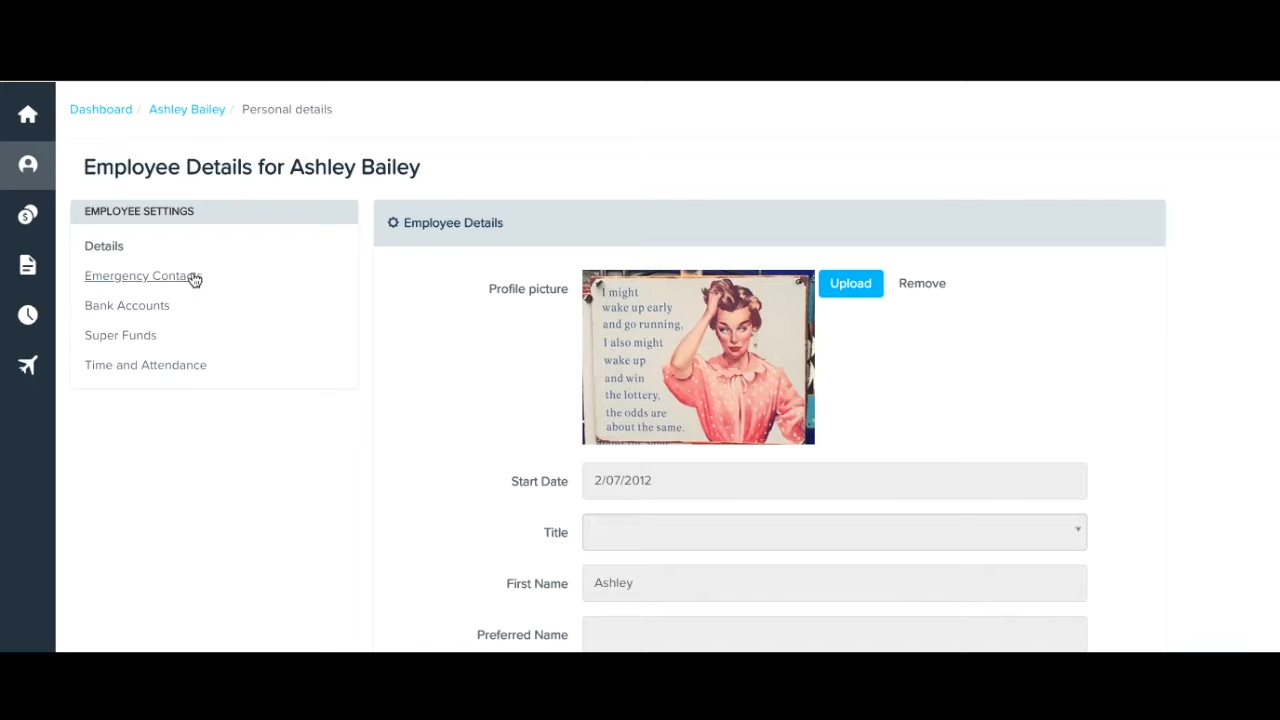 Dashboard / Ashley Bailey / Personal details
Employee Details for Ashley Bailey
EMPLOYEE SETTINGS
Details
Emergency Contacts
Bank Accounts
Super Funds
Time and Attendance
Employee Details
Profile picture
I might
wake up early
and go running,
I also might
wake up
and win
the lottery,
the odds are
about the same.
Upload Remove
Start Date 2/07/2012
Title
First Name Ashley
Preferred Name